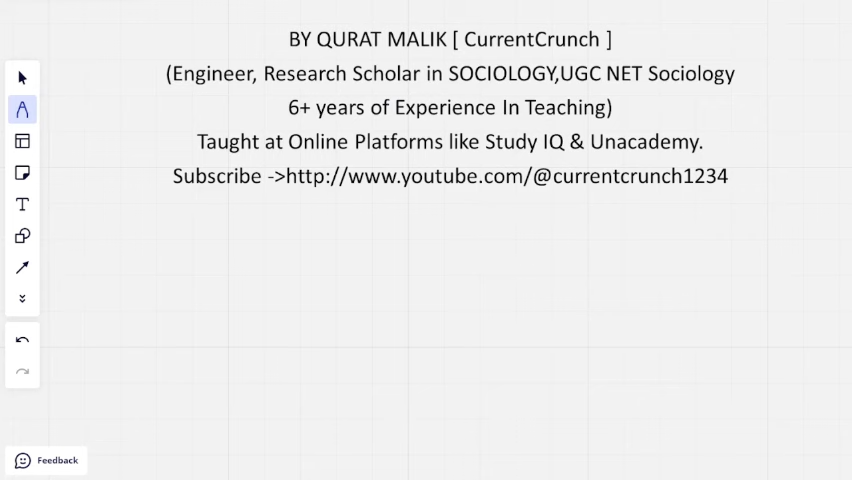 BY QURAT MALIK [ CurrentCrunch ]
(Engineer, Research Scholar in SOCIOLOGY,UGC NET Sociology
6+ years of Experience In Teaching)
Taught at Online Platforms like Study IQ & Unacademy.
Subscribe ->http://www.youtube.com/@currentcrunch1234
Feedback